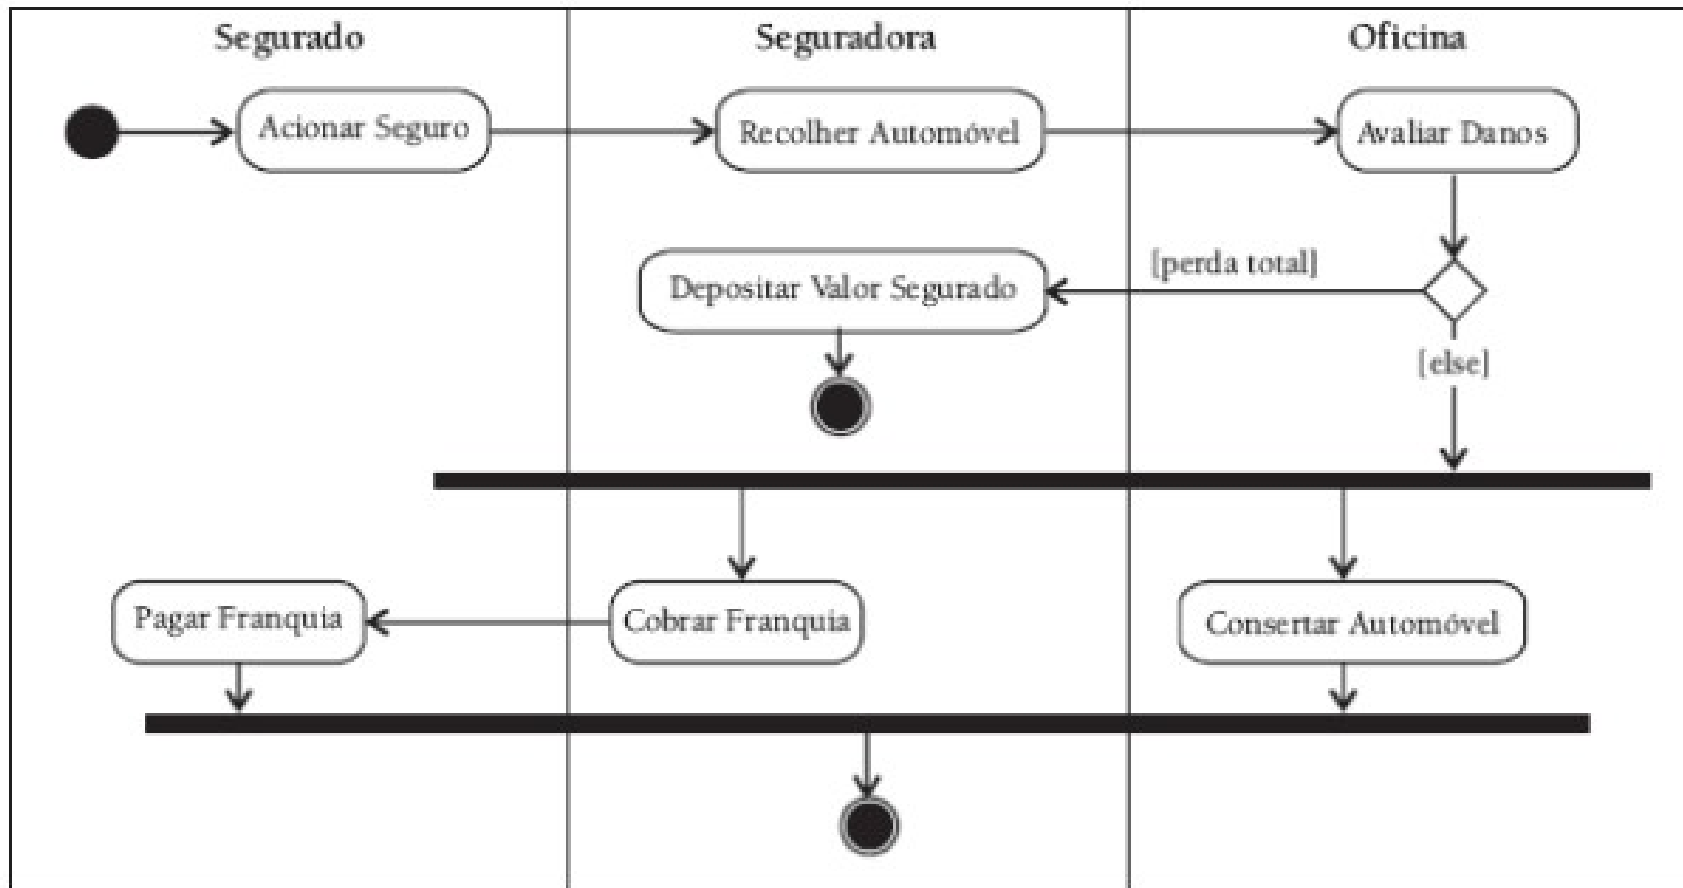 Segurado
Seguradora
Oficina
Acionar Seguro
Recolher Automóvel
Avaliar Danos
[perda total]
Depositar Valor Segurado
[else]
Pagar Franquia
Cobrar Franquia
Consertar Automóvel